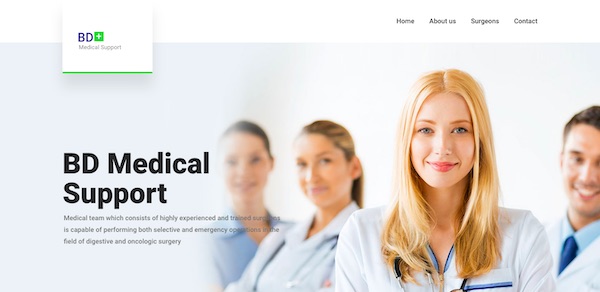 Home About us Surgeons Contact
BD+
Medical Support
BD Medical
Support
Medical team which consists of highly experienced and trained surgeons
is capable of performing both selective and emergency operations in the
field of digestive and oncologic surgery